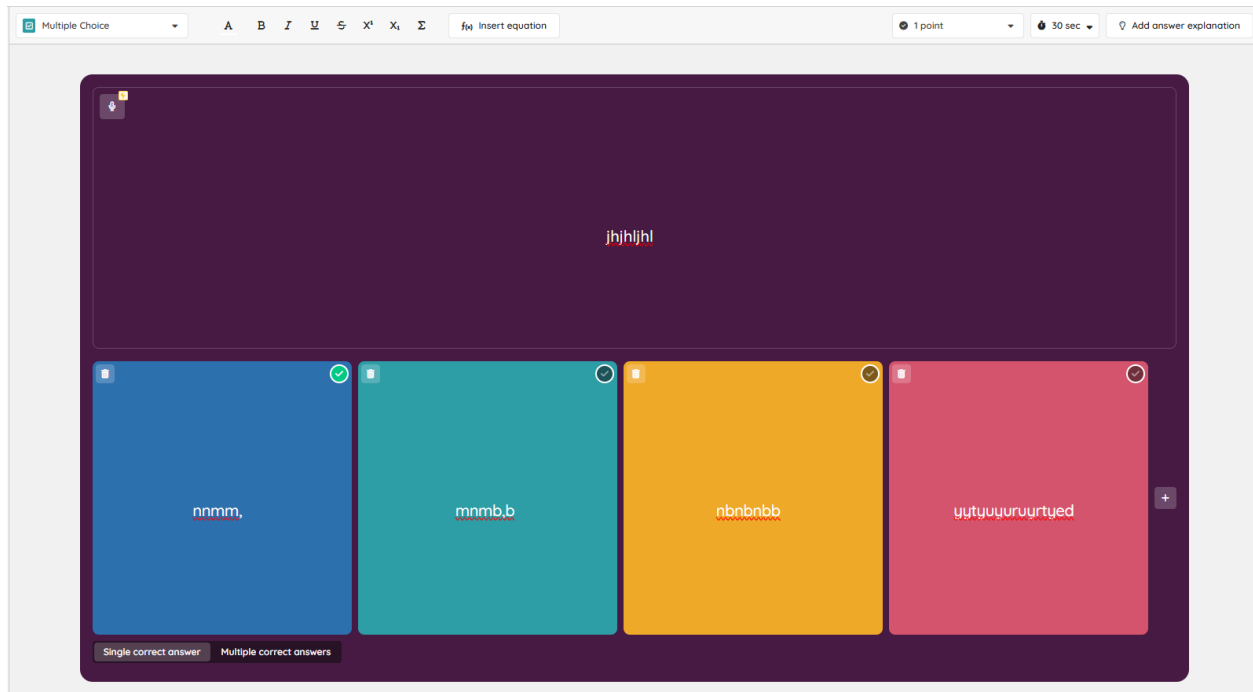 Multiple Choice
A B I U S X² X₁ Σ f(x) Insert equation
1 point
30 sec
Add answer explanation
jhjhljhl
nnmm,
mnmb,b
nbnbnbb
yytyuyuruyrtyed
+
Single correct answer Multiple correct answers